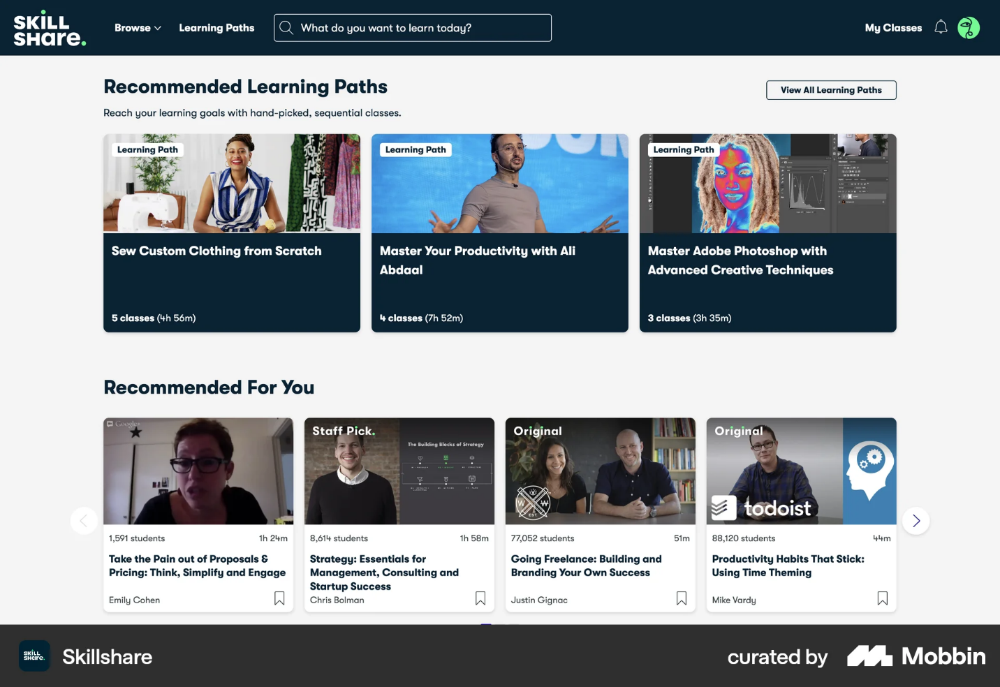 SKILL
SHARE.
Browse
Learning Paths
What do you want to learn today?
My Classes
Recommended Learning Paths
View All Learning Paths
Reach your learning goals with hand-picked, sequential classes.
Learning Path
Learning Path
Learning Path
Sew Custom Clothing from Scratch
Master Your Productivity with Ali
Abdaal
Master Adobe Photoshop with
Advanced Creative Techniques
5 classes (4h 56m)
4 classes (7h 52m)
3 classes (3h 35m)
Recommended For You
Google+
Staff Pick.
The Building Blocks of Strategy
Original
W W
EST.
Original
todoist
1,591 students
1h 24m
8,614 students
1h 58m
77,052 students
51m
88,120 students
44m
Take the Pain out of Proposals &
Pricing: Think, Simplify and Engage
Strategy: Essentials for
Management, Consulting and
Startup Success
Going Freelance: Building and
Branding Your Own Success
Productivity Habits That Stick:
Using Time Theming
Emily Cohen
Chris Bolman
Justin Gignac
Mike Vardy
SKILL
SHARE.
Skillshare
curated by
Mobbin